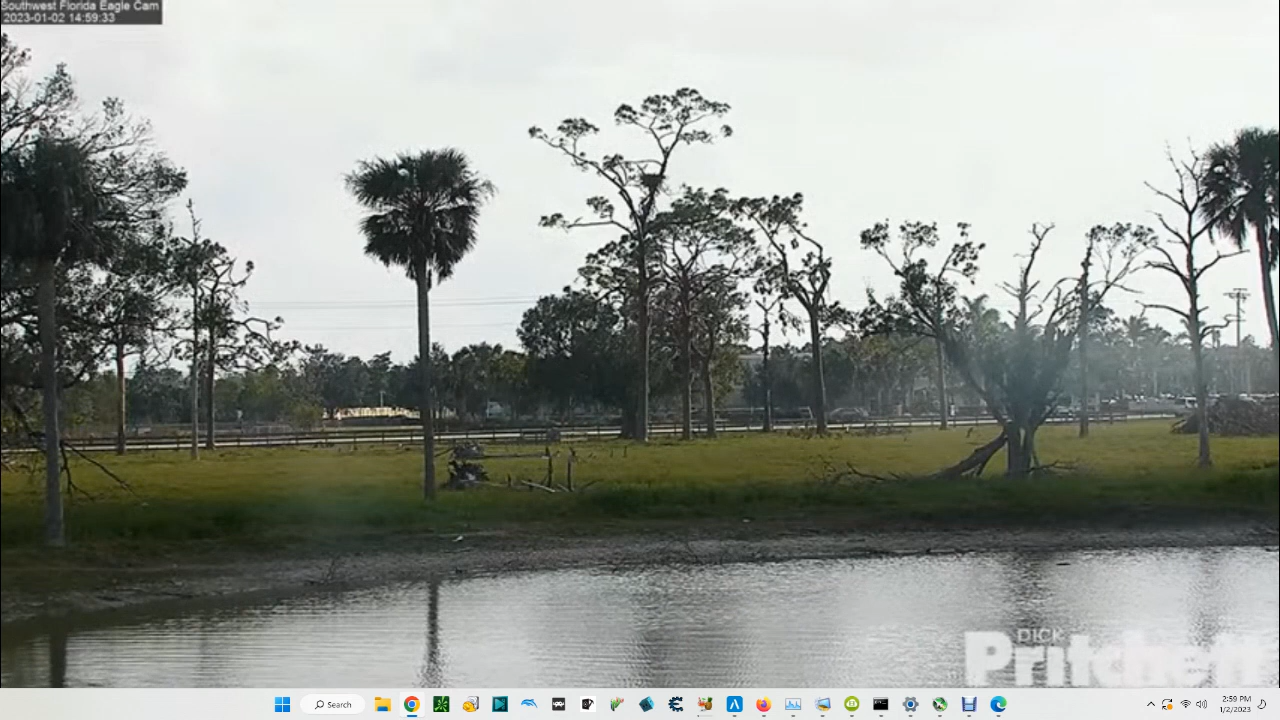 Southwest Florida Eagle Cam
2023-01-02 14:59:33
DICK
Pritchett
Search
2:59 PM
1/2/2023